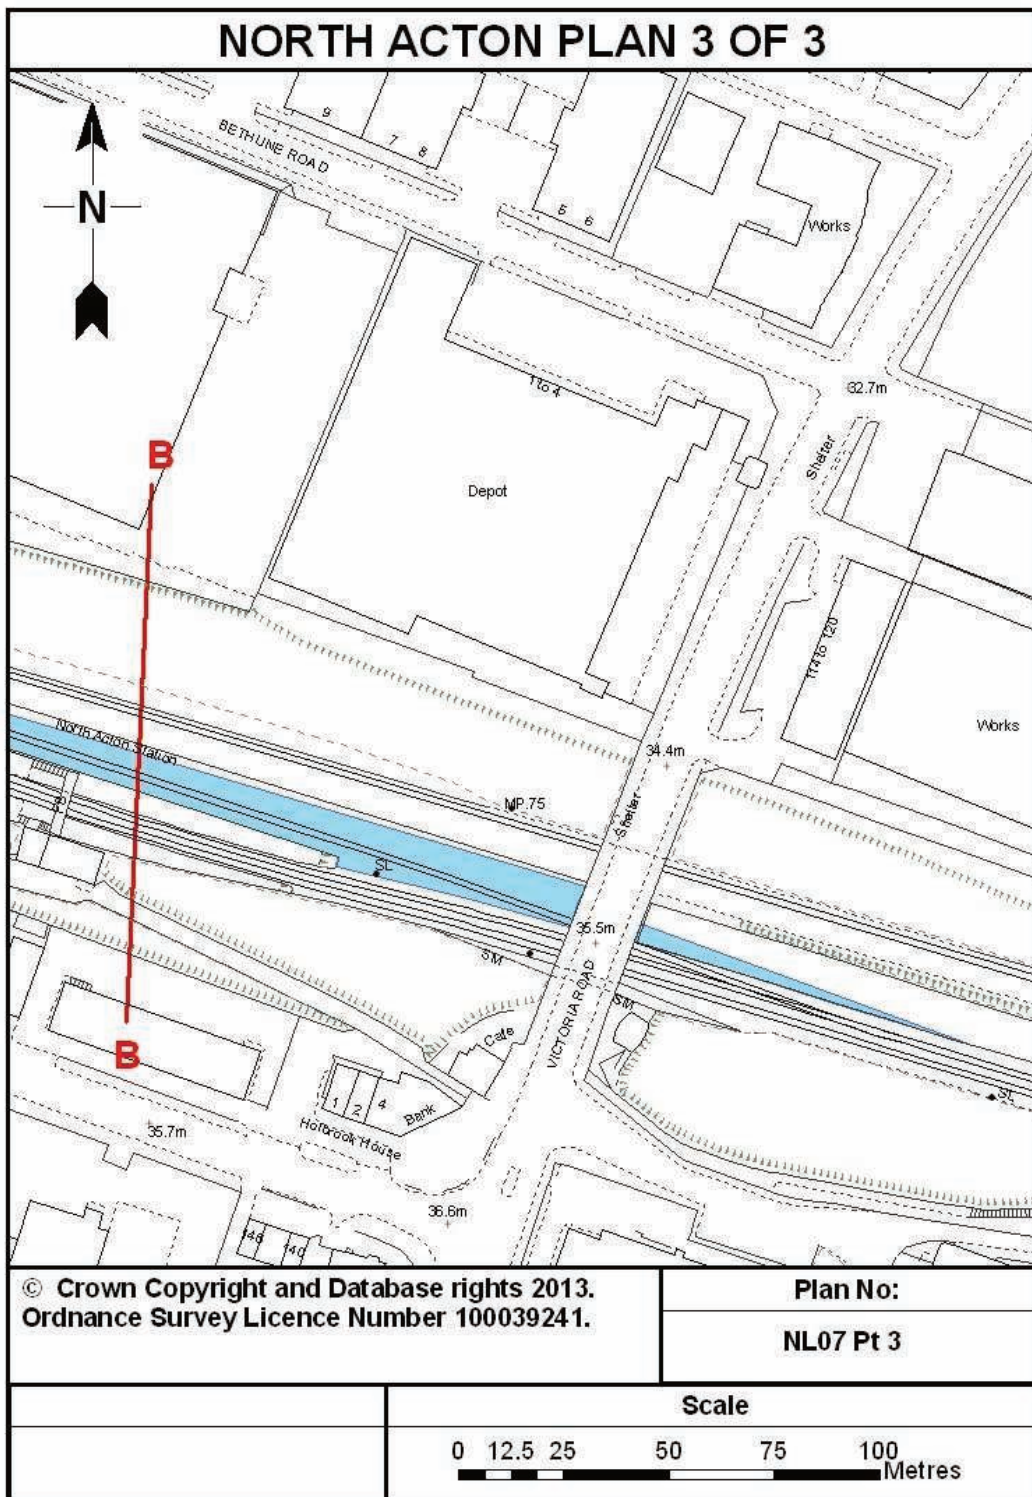 NORTH ACTON PLAN 3 OF 3
BETHUNE ROAD
9
7 8
5 6
Works
N
32.7m
1 to 4
Shelter
B
Depot
114 to 120
Works
North Acton Station
34.4m
MP.75
Shelter
SL
35.5m
SM
VICTORIA ROAD
SM
Cafe
B
1 2 4
Bank
SL
Holbrook House
35.7m
36.6m
148
140
© Crown Copyright and Database rights 2013.
Ordnance Survey Licence Number 100039241.
Plan No:
NL07 Pt 3
Scale
0 12.5 25 50 75 100
Metres